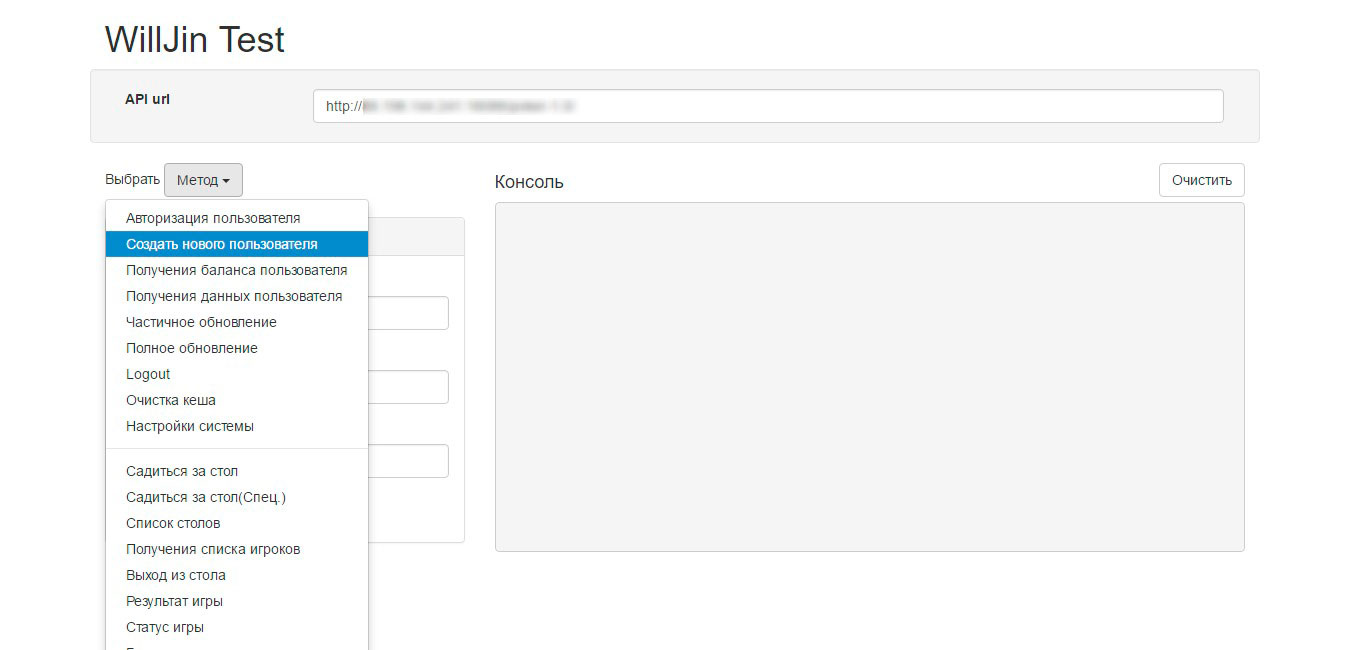 WillJin Test
API url
http://
Выбрать Метод
Консоль
Очистить
Авторизация пользователя
Создать нового пользователя
Получения баланса пользователя
Получения данных пользователя
Частичное обновление
Полное обновление
Logout
Очистка кеша
Настройки системы
Садиться за стол
Садиться за стол(Спец.)
Список столов
Получения списка игроков
Выход из стола
Результат игры
Статус игры